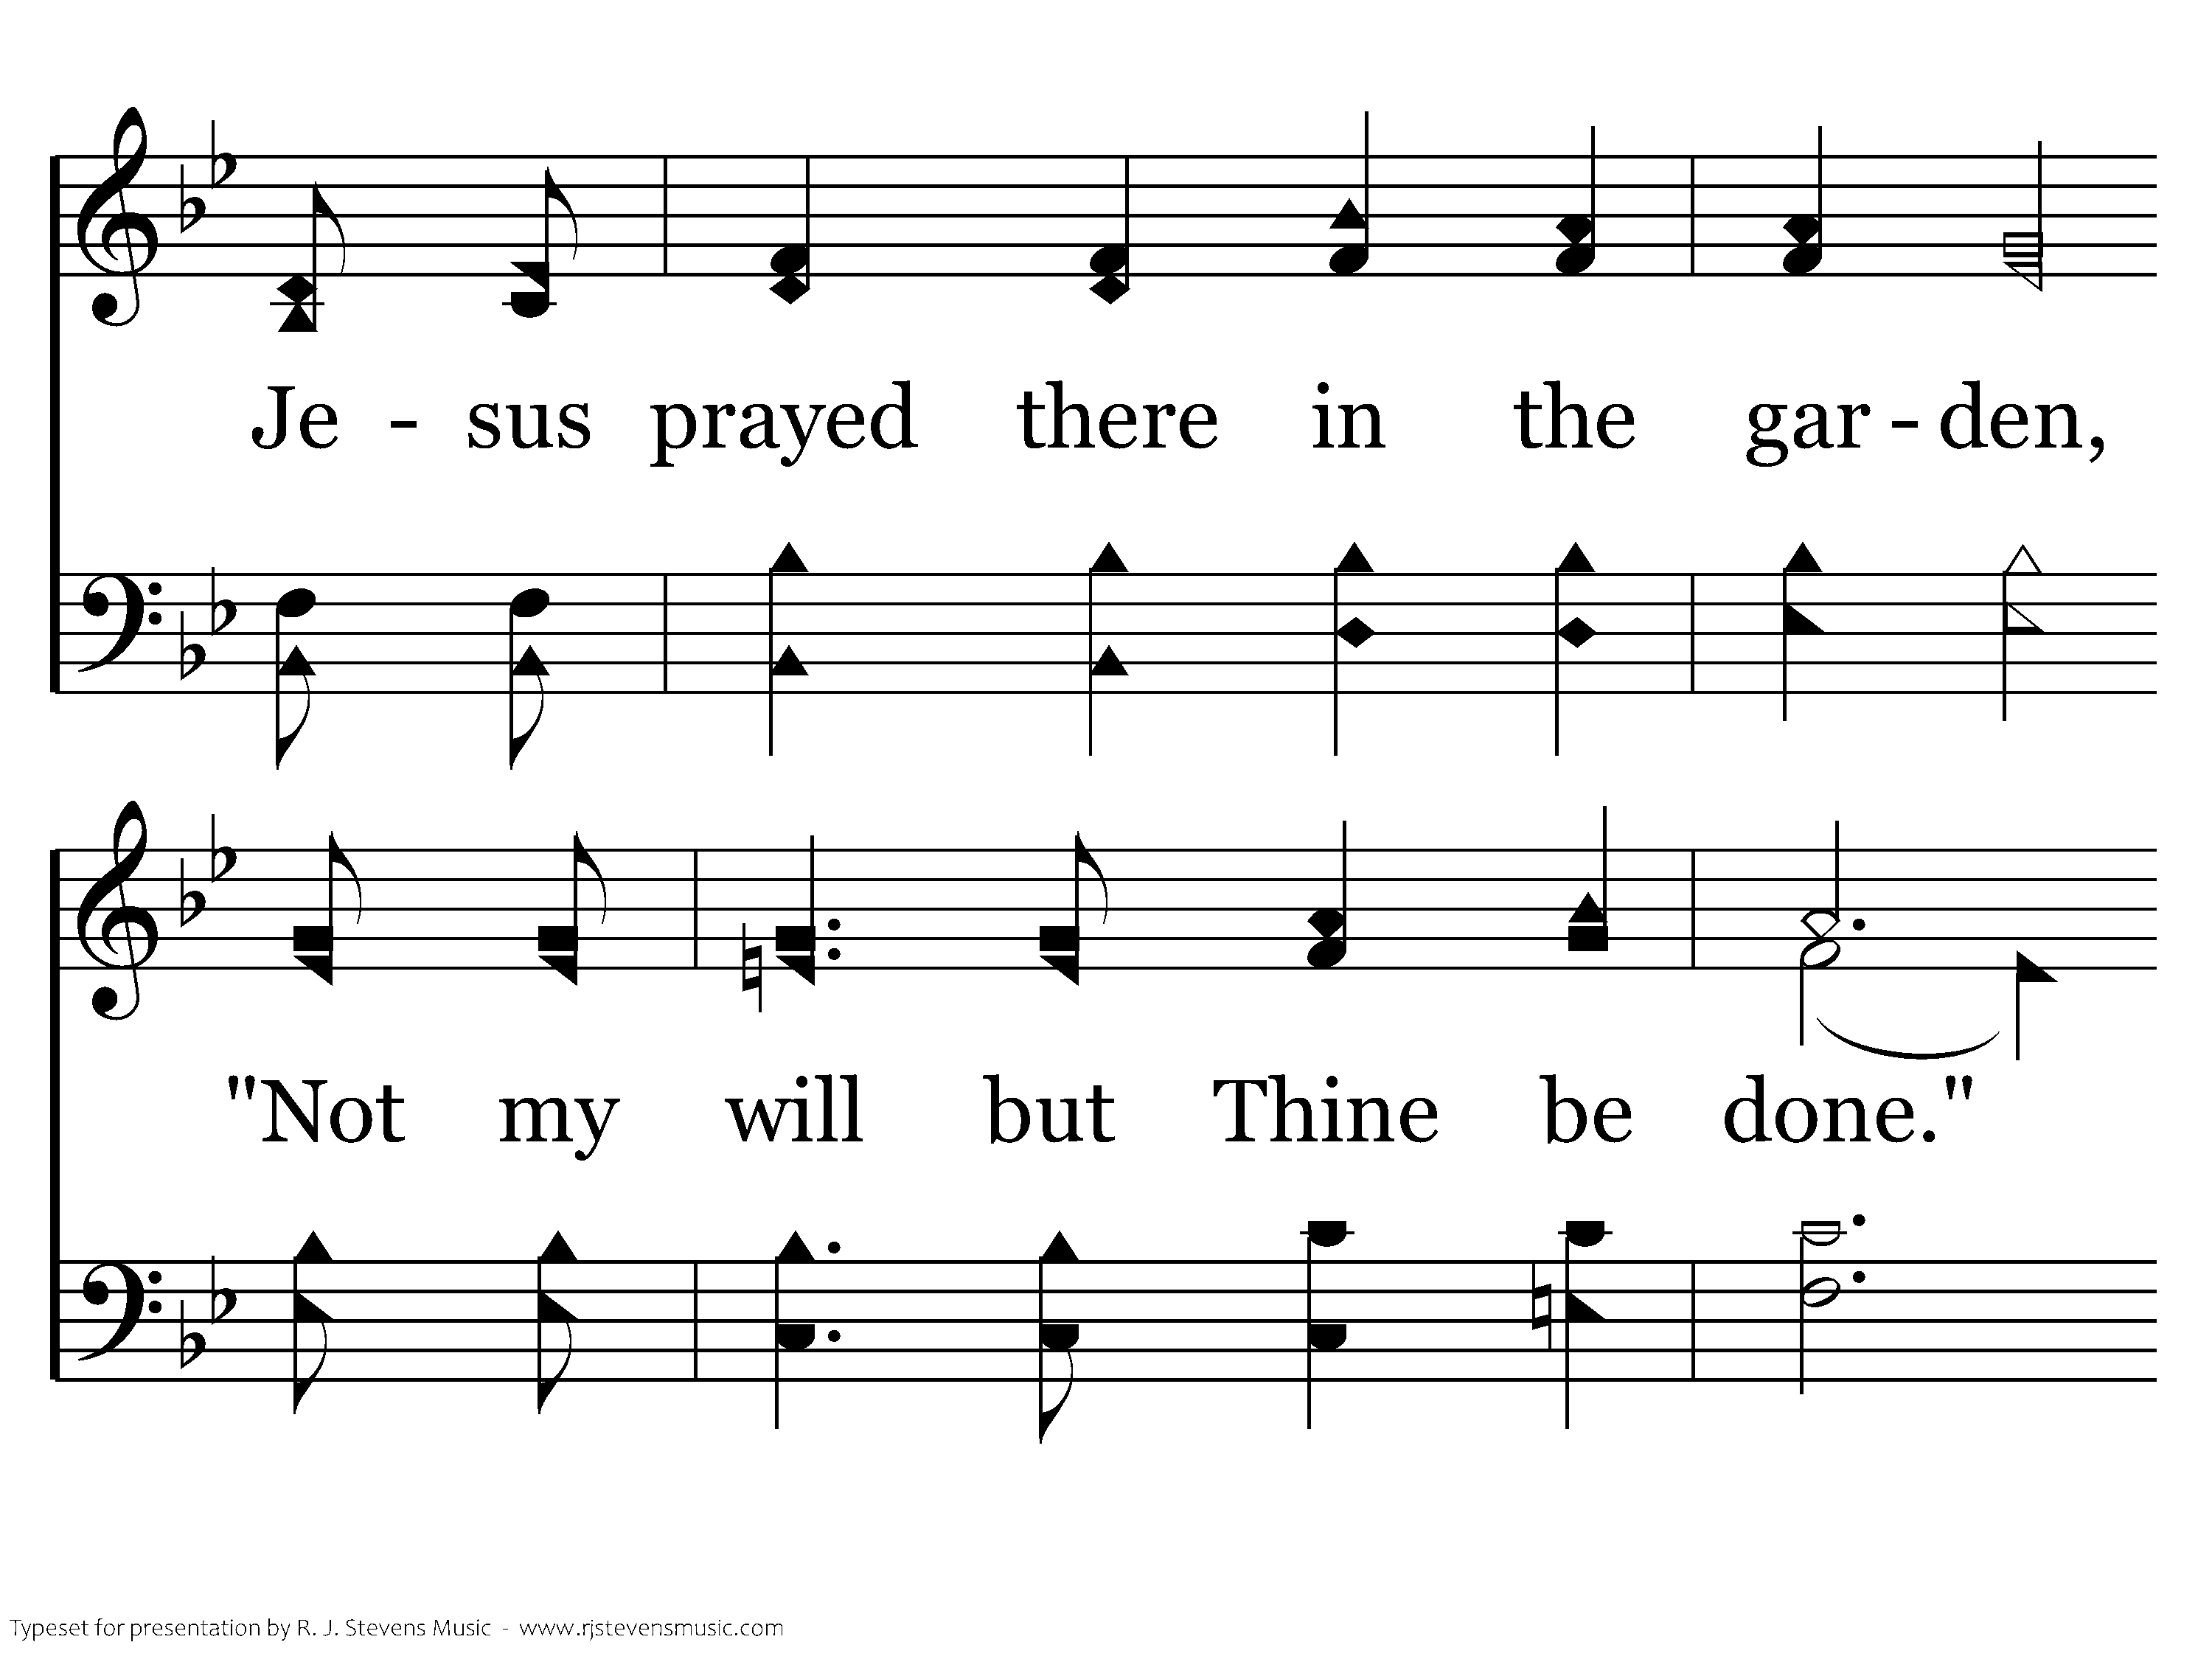 Je - sus prayed there in the gar - den,
"Not my will but Thine be done."
Typeset for presentation by R. J. Stevens Music - www.rjstevensmusic.com